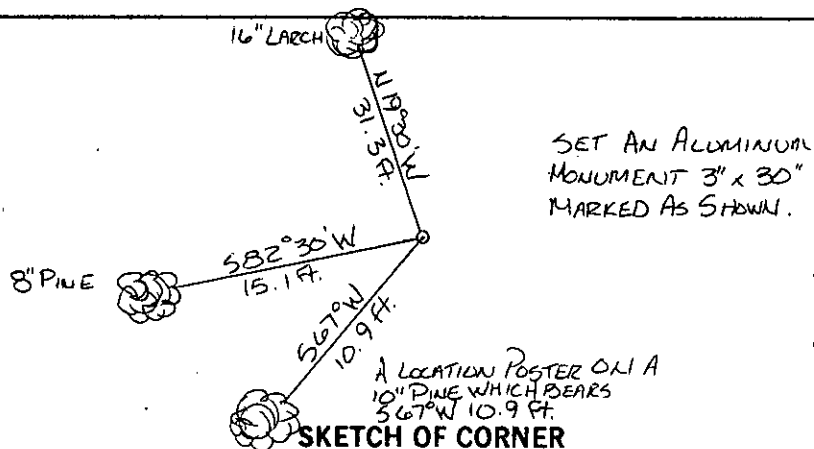 16" LARCH
N 19°30' W
31.3 ft.
SET AN ALUMINUM
MONUMENT 3" x 30"
MARKED AS SHOWN.
S82°30' W
15.1 ft.
8" PINE
S67°W
10.9 ft.
A LOCATION POSTER ON A
10" PINE WHICH BEARS
S67°W 10.9 ft.
SKETCH OF CORNER